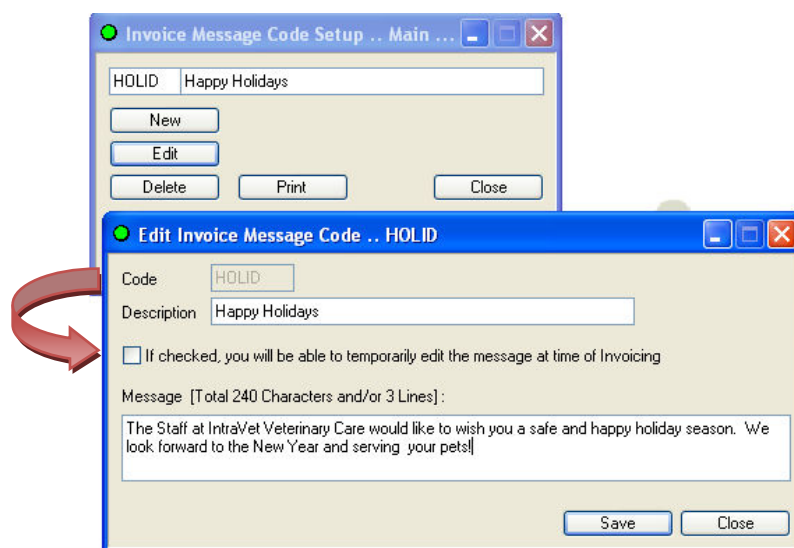 Invoice Message Code Setup .. Main ...
HOLID Happy Holidays
New
Edit
Delete Print Close
Edit Invoice Message Code .. HOLID
Code HOLID
Description Happy Holidays
If checked, you will be able to temporarily edit the message at time of Invoicing
Message [Total 240 Characters and/or 3 Lines] :
The Staff at IntraVet Veterinary Care would like to wish you a safe and happy holiday season.  We
look forward to the New Year and serving  your pets!
Save Close